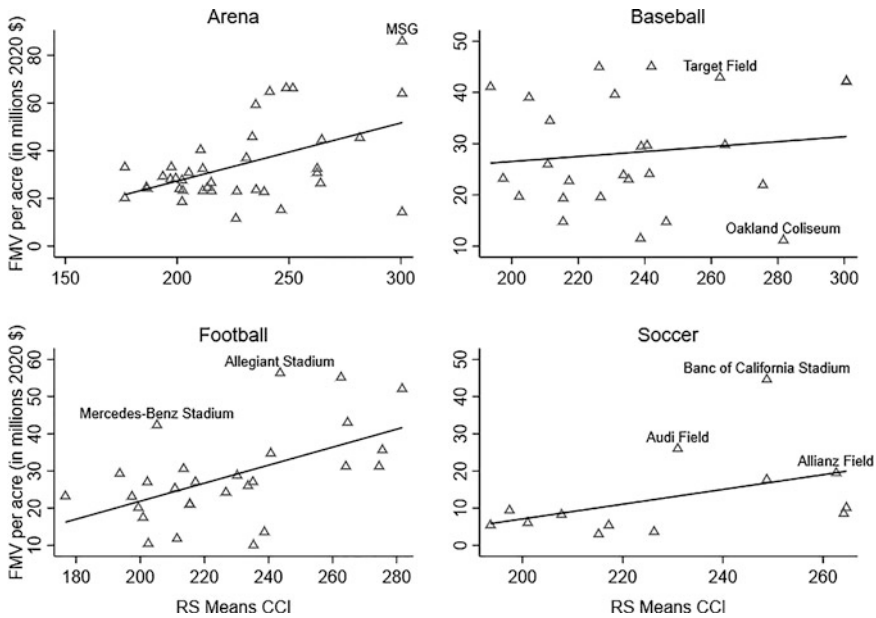 Arena
FMV per acre (in millions 2020 $)
80
60
40
20
0
MSG
150
200
250
300
Baseball
50
40
30
20
10
Target Field
Oakland Coliseum
200
220
240
260
280
300
Football
FMV per acre (in millions 2020 $)
60
50
40
30
20
10
Allegiant Stadium
Mercedes-Benz Stadium
180
200
220
240
260
280
RS Means CCI
Soccer
50
40
30
20
10
0
Banc of California Stadium
Audi Field
Allianz Field
200
220
240
260
RS Means CCI